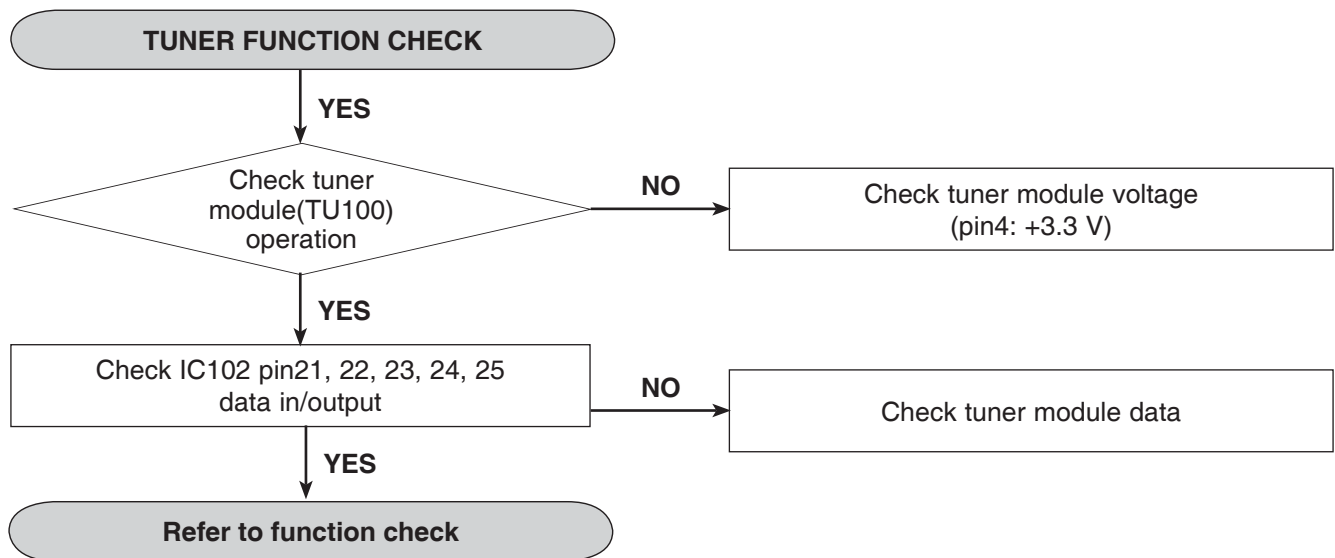 TUNER FUNCTION CHECK
YES
Check tuner
module(TU100)
operation
NO
Check tuner module voltage
(pin4: +3.3 V)
YES
Check IC102 pin21, 22, 23, 24, 25
data in/output
NO
Check tuner module data
YES
Refer to function check